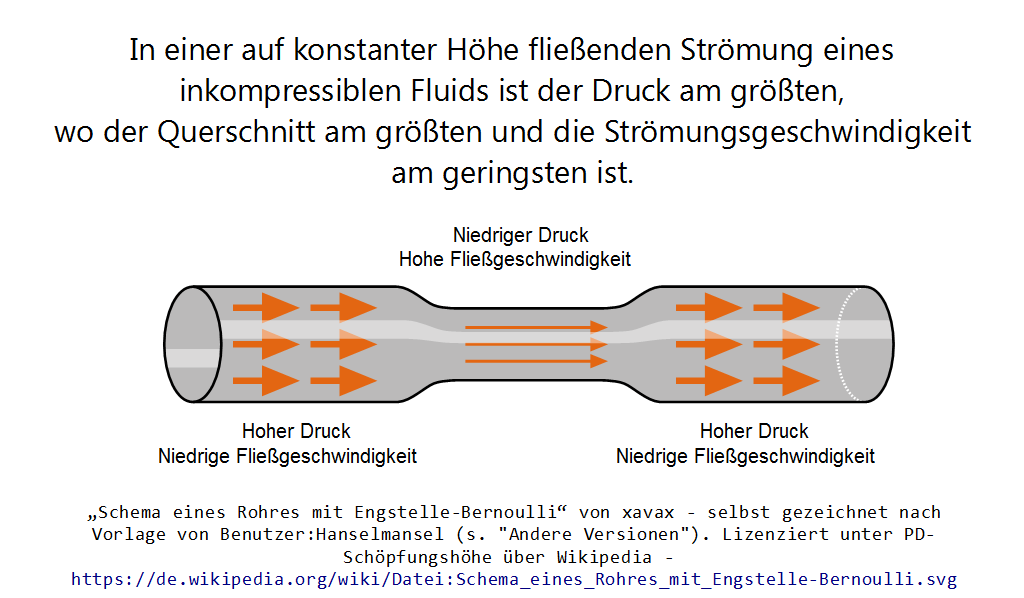 In einer auf konstanter Höhe fließenden Strömung eines
inkompressiblen Fluids ist der Druck am größten,
wo der Querschnitt am größten und die Strömungsgeschwindigkeit
am geringsten ist.
Niedriger Druck
Hohe Fließgeschwindigkeit
Hoher Druck
Niedrige Fließgeschwindigkeit
Hoher Druck
Niedrige Fließgeschwindigkeit
„Schema eines Rohres mit Engstelle-Bernoulli“ von xavax - selbst gezeichnet nach
Vorlage von Benutzer:Hanselmansel (s. "Andere Versionen"). Lizenziert unter PD-
Schöpfungshöhe über Wikipedia -
https://de.wikipedia.org/wiki/Datei:Schema_eines_Rohres_mit_Engstelle-Bernoulli.svg